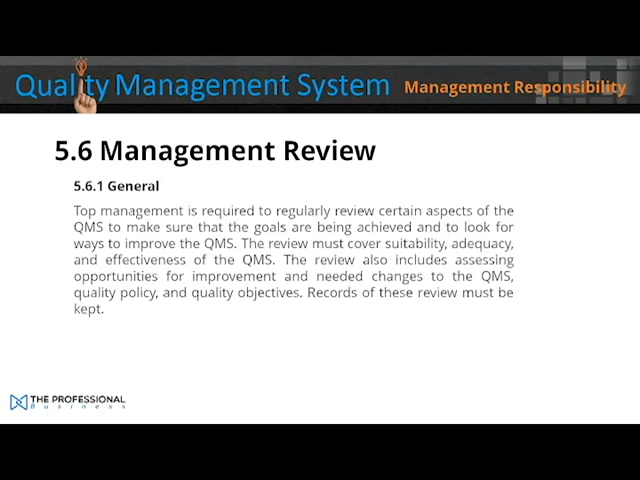 Quality Management System Management Responsibility
5.6 Management Review
5.6.1 General
Top management is required to regularly review certain aspects of the
QMS to make sure that the goals are being achieved and to look for
ways to improve the QMS. The review must cover suitability, adequacy,
and effectiveness of the QMS. The review also includes assessing
opportunities for improvement and needed changes to the QMS,
quality policy, and quality objectives. Records of these review must be
kept.
THE PROFESSIONAL
Business